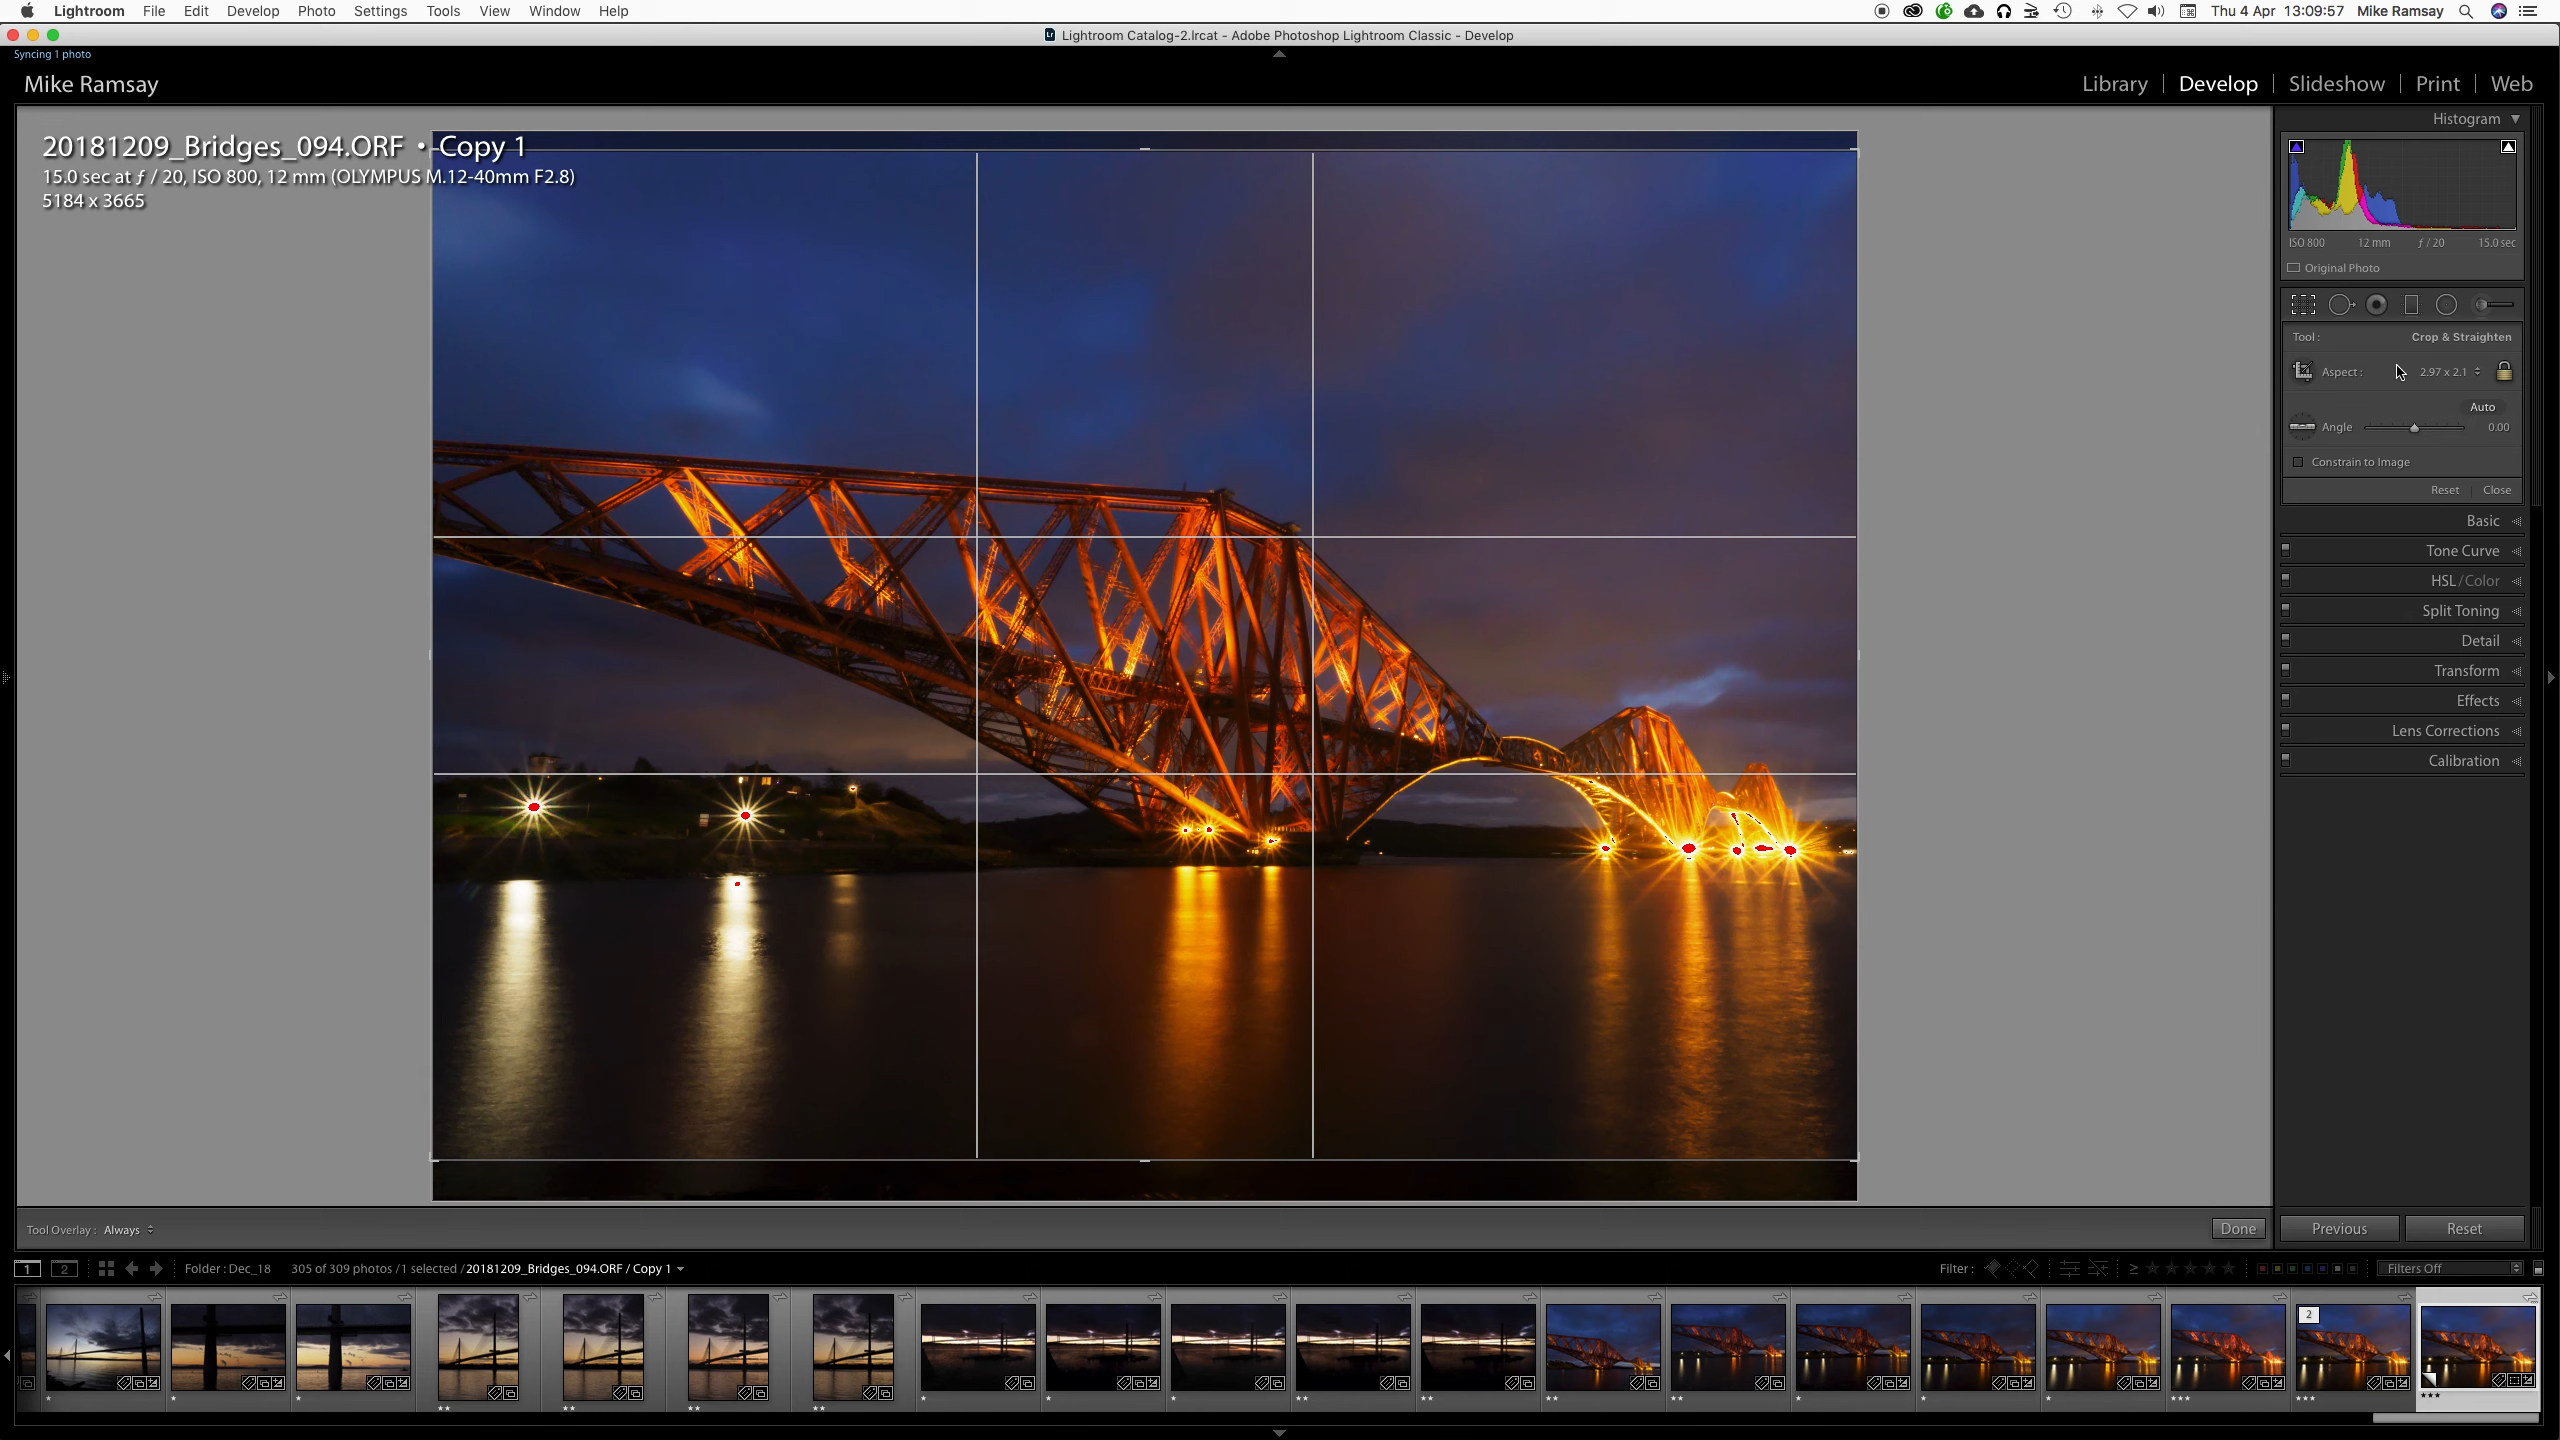 Lightroom File Edit Develop Photo Settings Tools View Window Help Thu 4 Apr 13:09:57 Mike Ramsay
Lightroom Catalog-2.lrcat - Adobe Photoshop Lightroom Classic - Develop
Syncing 1 photo
Mike Ramsay
Library | Develop | Slideshow | Print | Web
20181209_Bridges_094.ORF • Copy 1
15.0 sec at ƒ / 20, ISO 800, 12 mm (OLYMPUS M.12-40mm F2.8)
5184 x 3665
Histogram
ISO 800 12 mm ƒ / 20 15.0 sec
Original Photo
Tool : Crop & Straighten
Aspect : 2.97 x 2.1
Auto
Angle 0.00
Constrain to Image
Reset Close
Basic
Tone Curve
HSL / Color
Split Toning
Detail
Transform
Effects
Lens Corrections
Calibration
Tool Overlay : Always
Done
Previous Reset
1 2 Folder : Dec_18 305 of 309 photos / 1 selected / 20181209_Bridges_094.ORF / Copy 1 Filter : Filters Off
2